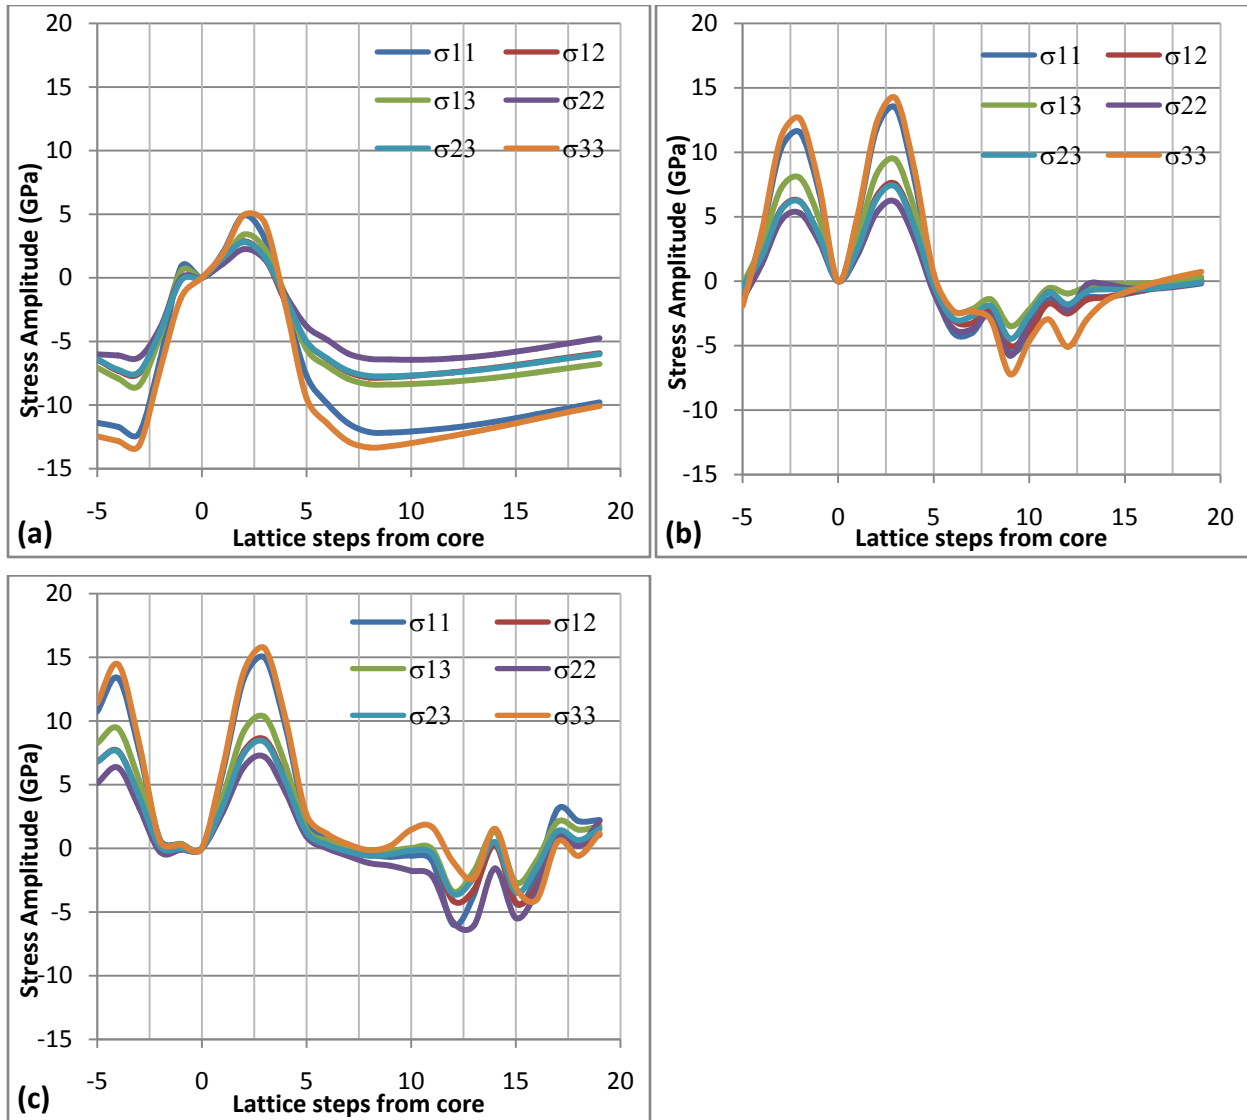 20
15
10
5
0
-5
-10
-15
Stress Amplitude (GPa)
σ11 σ12
σ13 σ22
σ23 σ33
-5 0 5 10 15 20
(a) Lattice steps from core
20
15
10
5
0
-5
-10
-15
Stress Amplitude (GPa)
σ11 σ12
σ13 σ22
σ23 σ33
-5 0 5 10 15 20
(b) Lattice steps from core
20
15
10
5
0
-5
-10
-15
Stress Amplitude (GPa)
σ11 σ12
σ13 σ22
σ23 σ33
-5 0 5 10 15 20
(c) Lattice steps from core